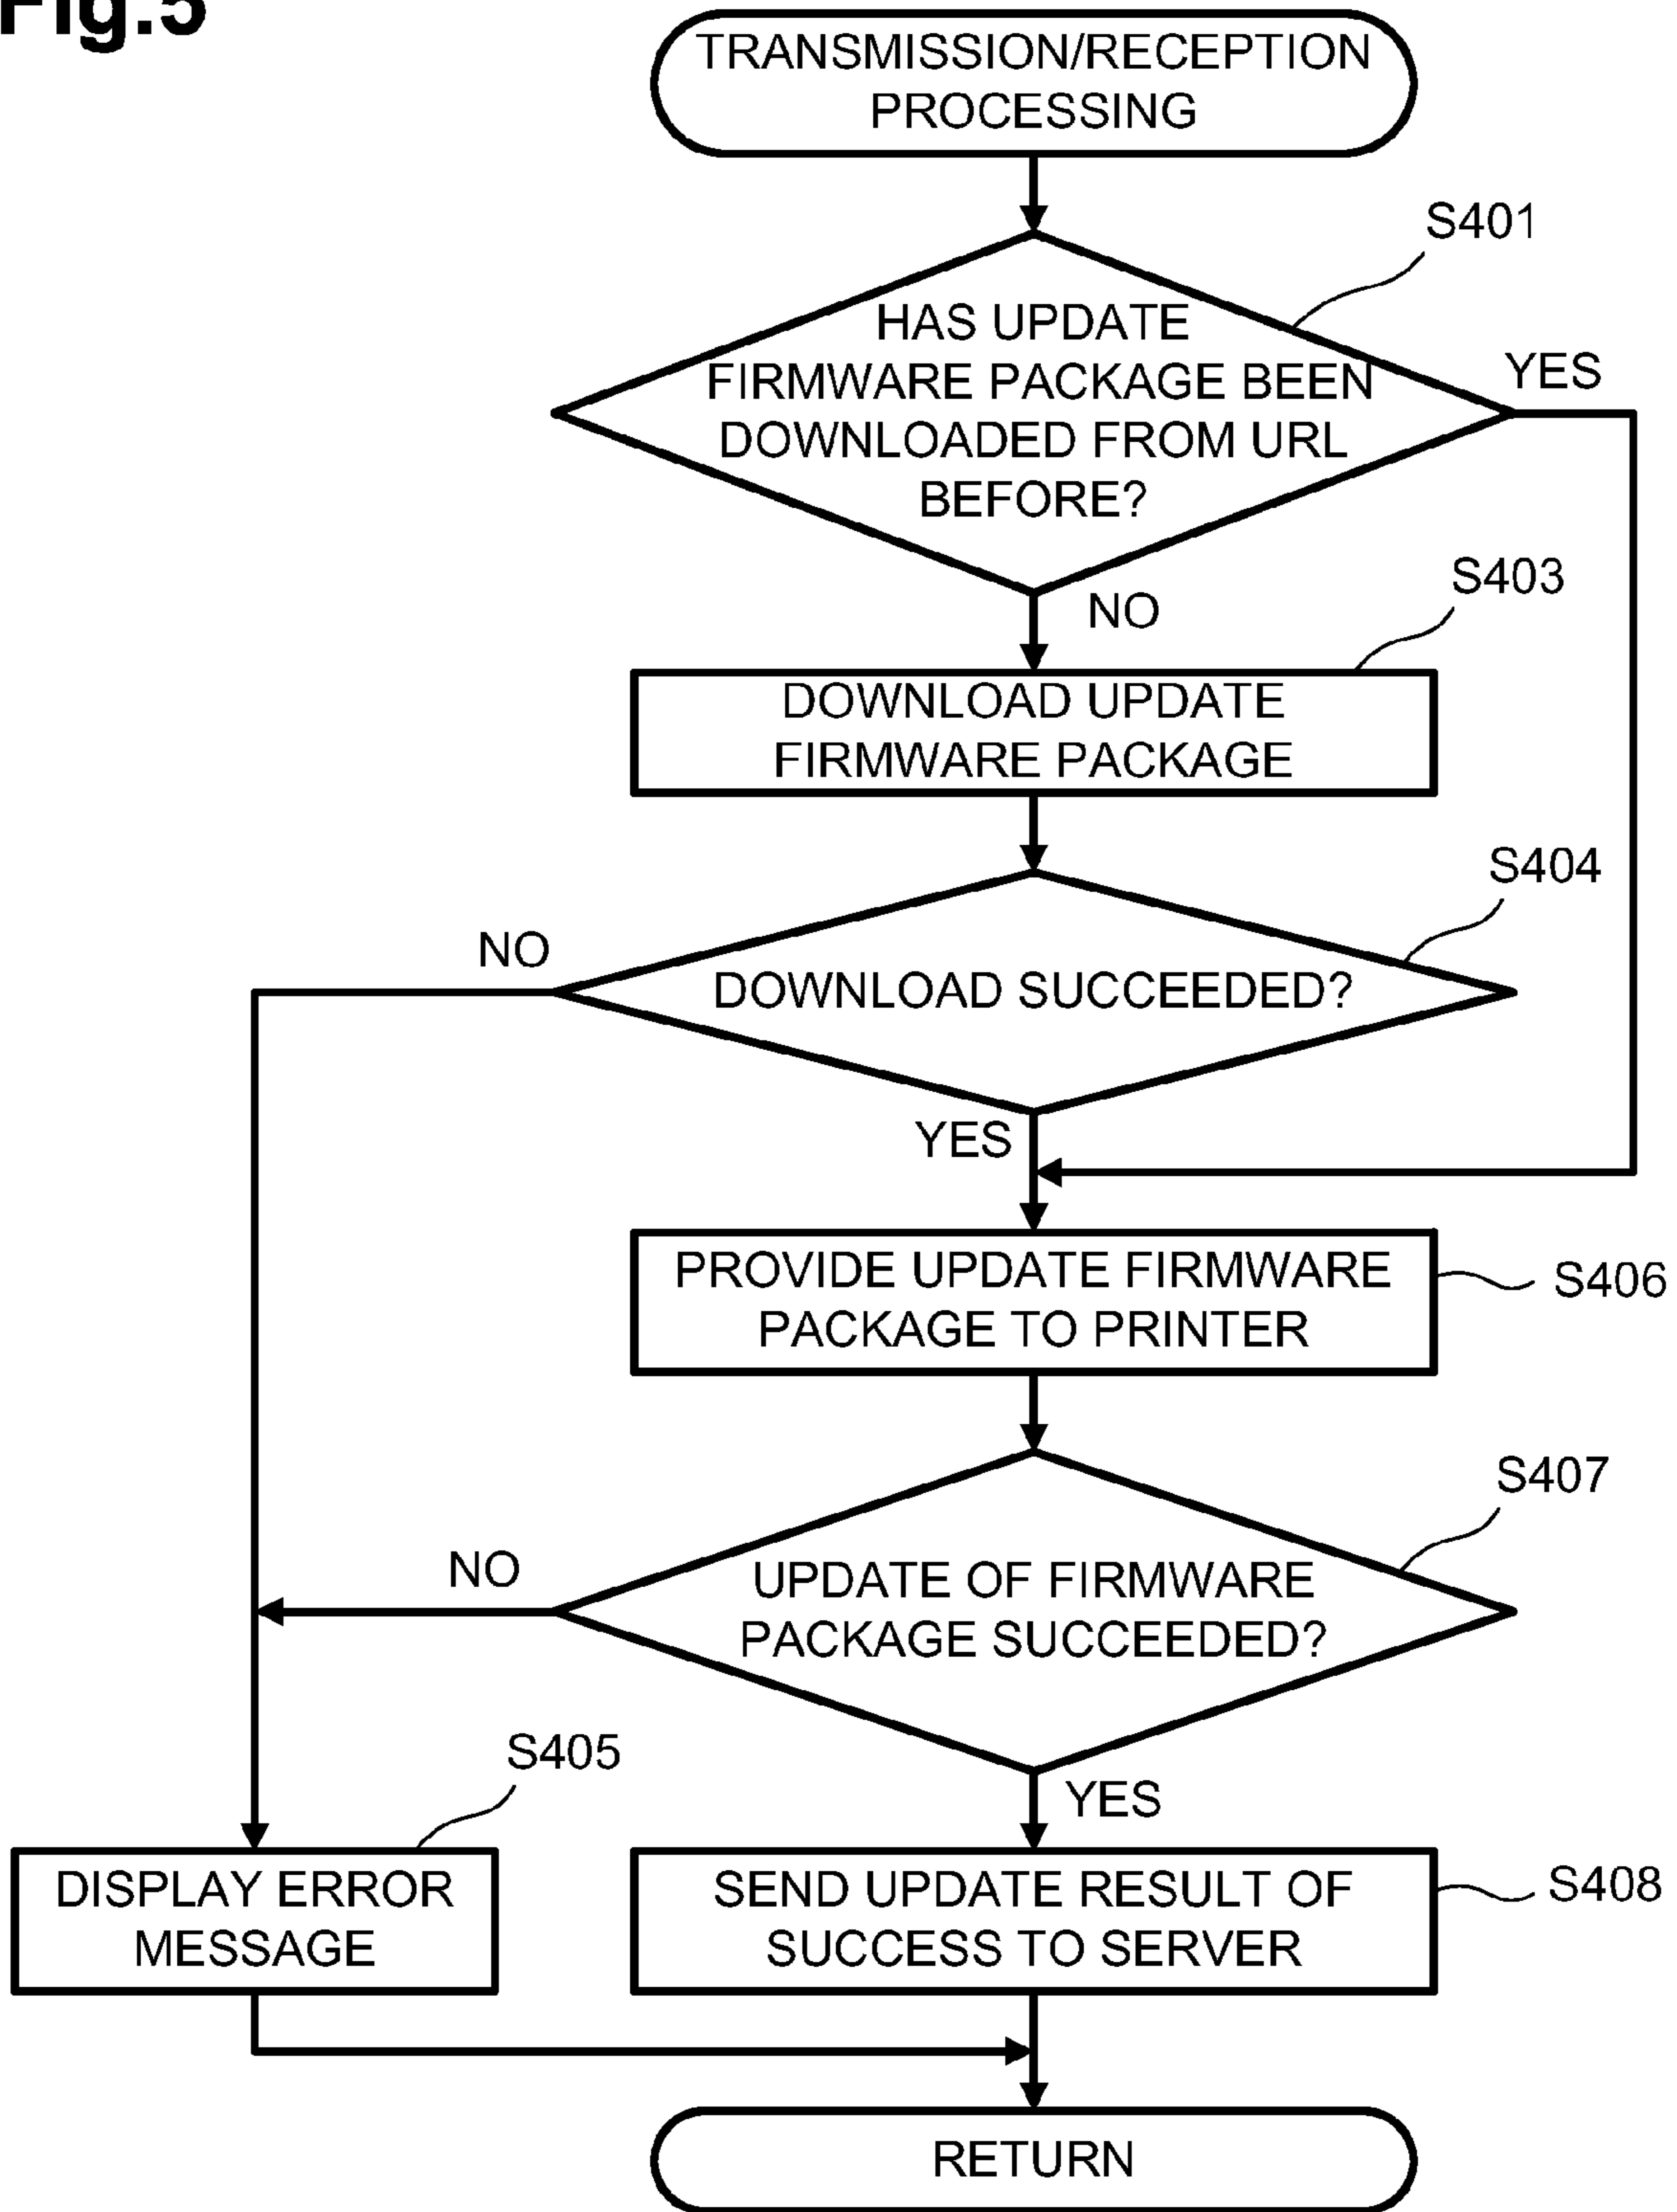 Fig.5
TRANSMISSION/RECEPTION
PROCESSING
S401
HAS UPDATE
FIRMWARE PACKAGE BEEN
DOWNLOADED FROM URL
BEFORE?
YES
NO
S403
DOWNLOAD UPDATE
FIRMWARE PACKAGE
S404
NO
DOWNLOAD SUCCEEDED?
YES
PROVIDE UPDATE FIRMWARE
PACKAGE TO PRINTER
S406
S407
NO
UPDATE OF FIRMWARE
PACKAGE SUCCEEDED?
S405
YES
DISPLAY ERROR
MESSAGE
SEND UPDATE RESULT OF
SUCCESS TO SERVER
S408
RETURN